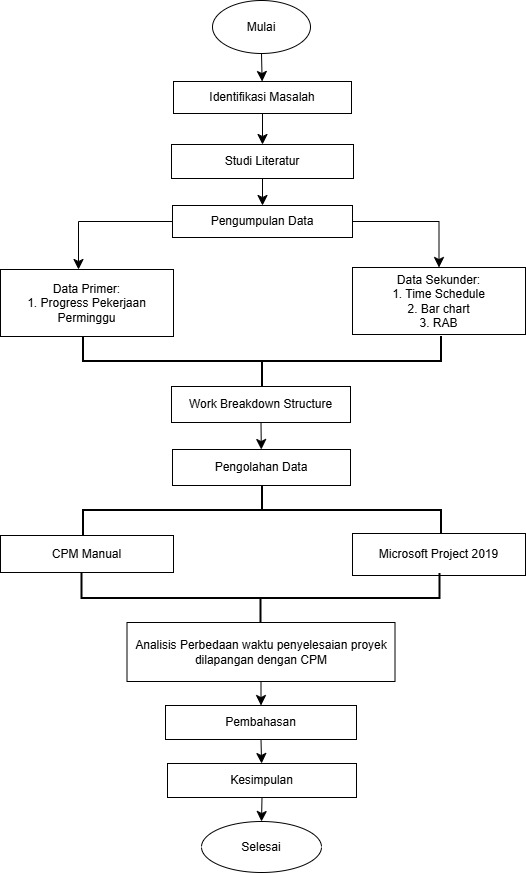 Mulai
Identifikasi Masalah
Studi Literatur
Pengumpulan Data
Data Primer:
1. Progress Pekerjaan
Perminggu
Data Sekunder:
1. Time Schedule
2. Bar chart
3. RAB
Work Breakdown Structure
Pengolahan Data
CPM Manual
Microsoft Project 2019
Analisis Perbedaan waktu penyelesaian proyek
dilapangan dengan CPM
Pembahasan
Kesimpulan
Selesai